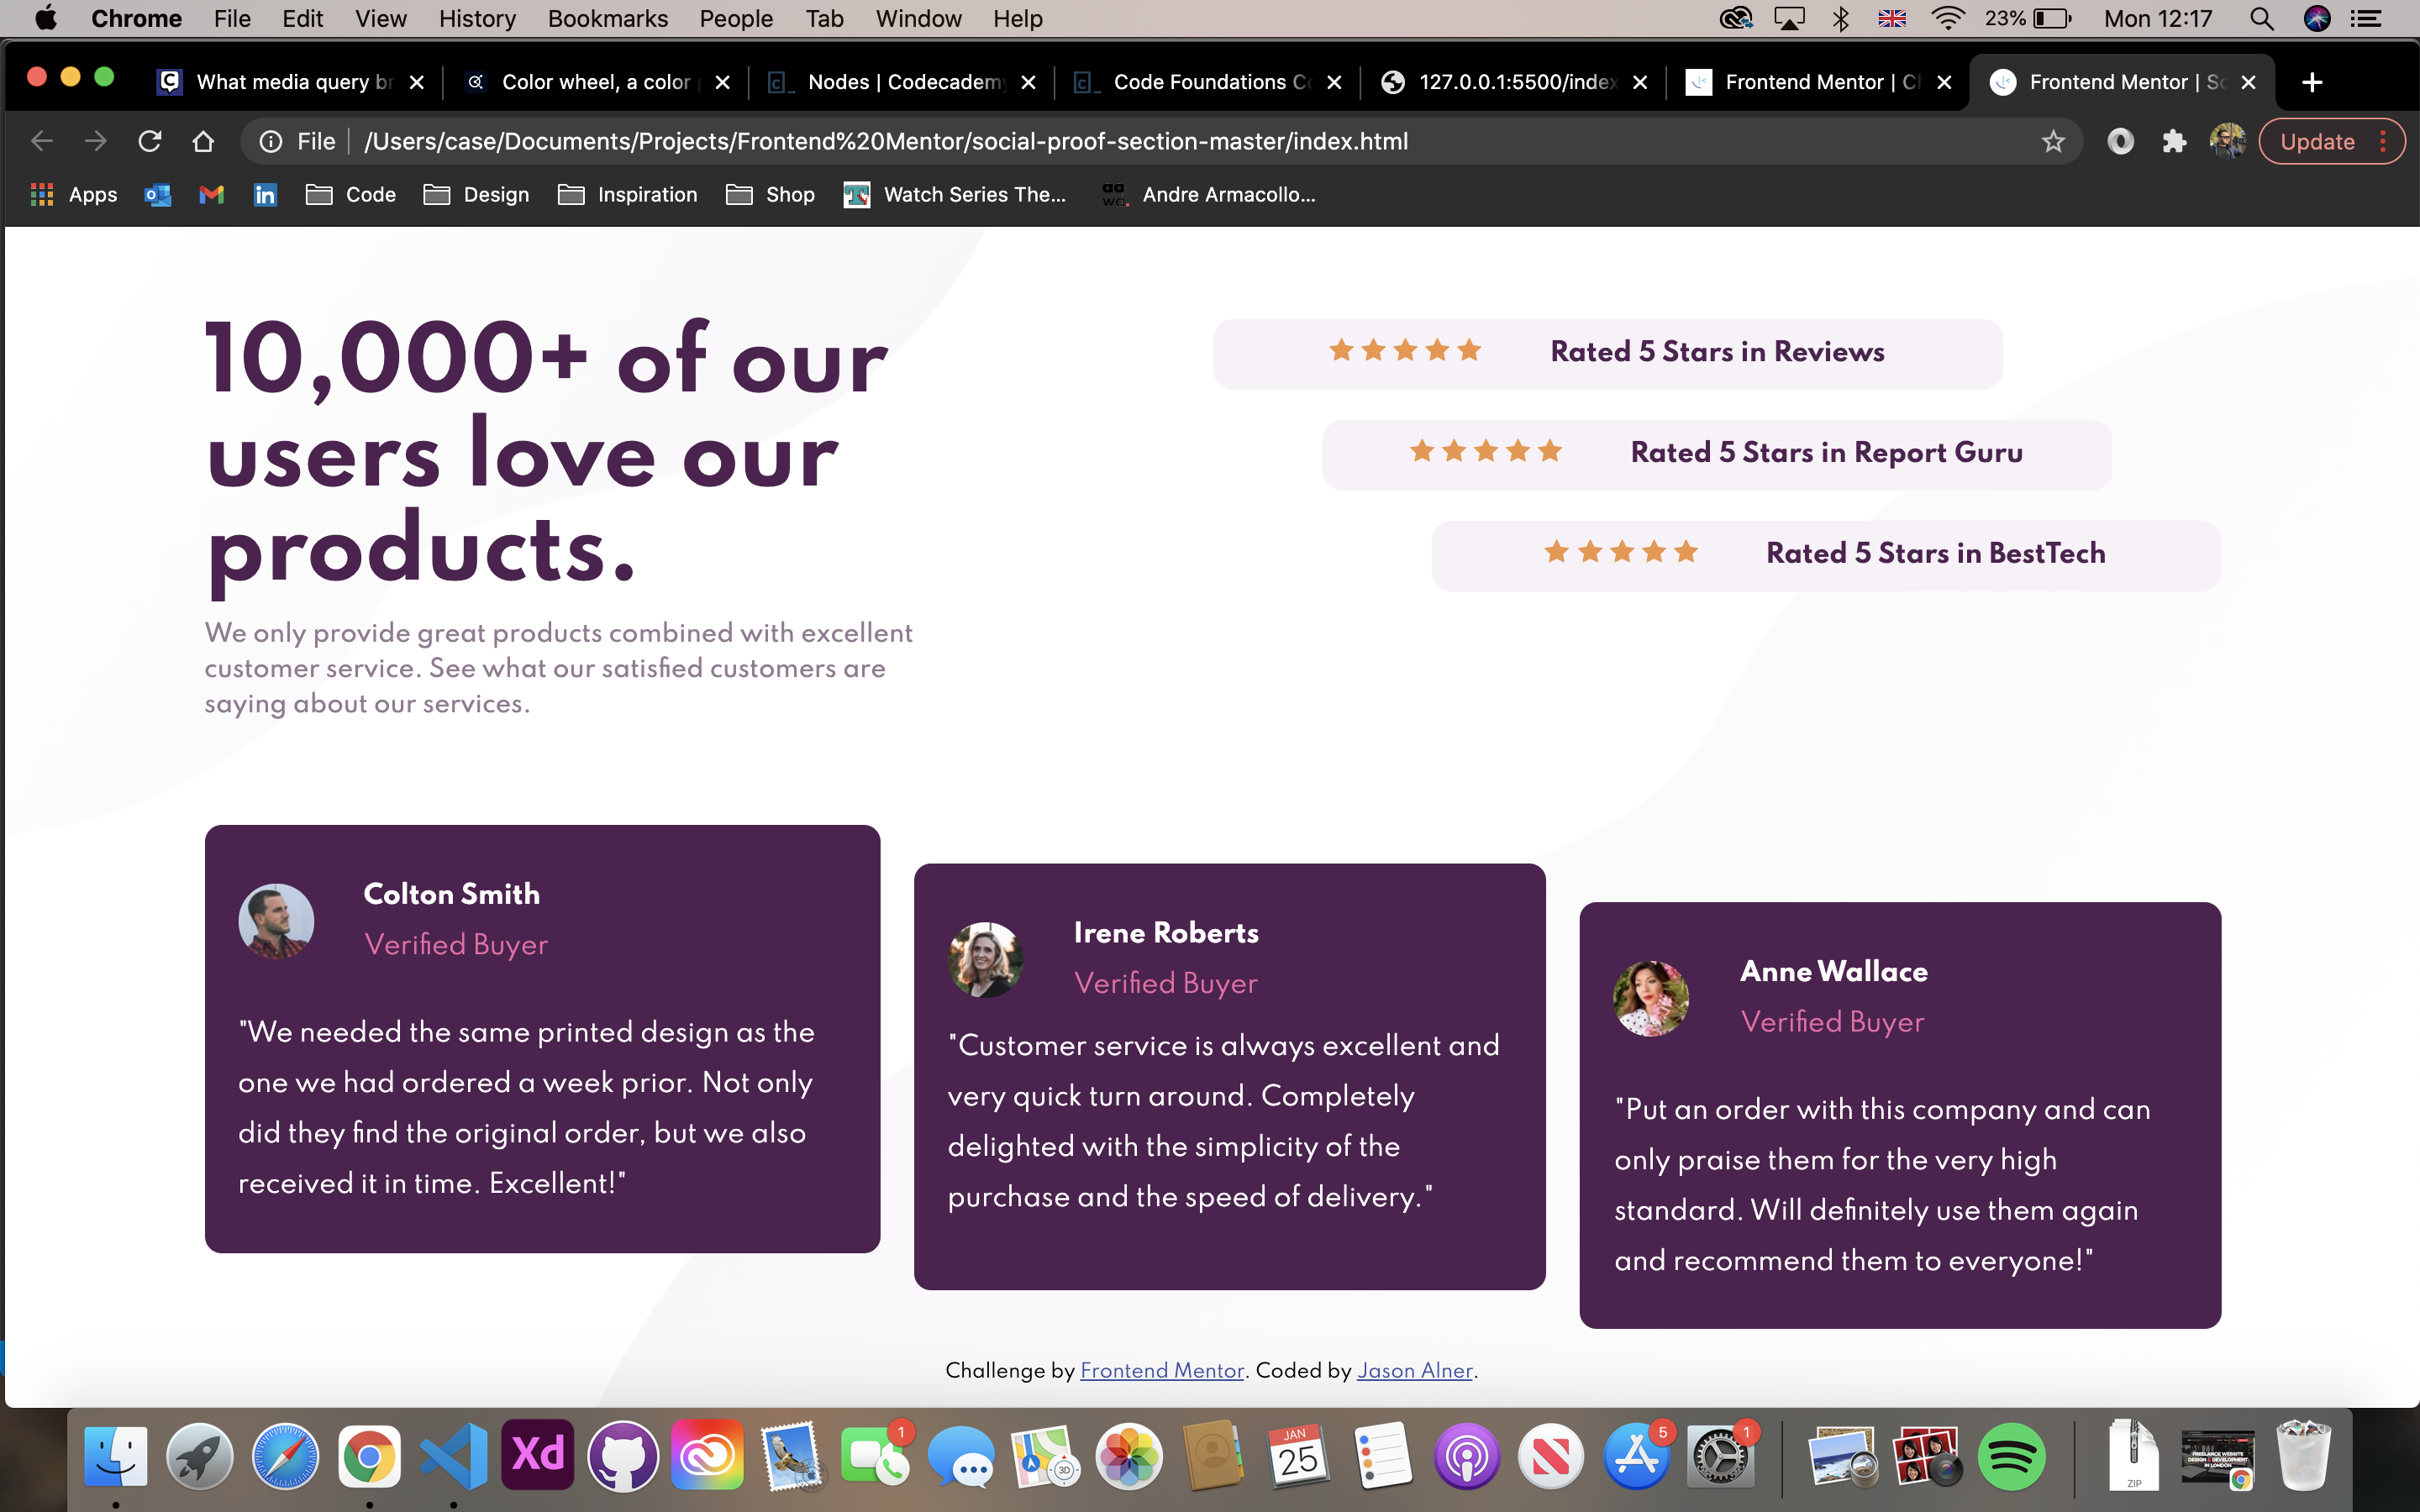 Chrome File Edit View History Bookmarks People Tab Window Help 23% Mon 12:17
What media query br Color wheel, a color Nodes | Codecademy Code Foundations Co 127.0.0.1:5500/index Frontend Mentor | Ch Frontend Mentor | So
File /Users/case/Documents/Projects/Frontend%20Mentor/social-proof-section-master/index.html Update
Apps Code Design Inspiration Shop Watch Series The... Andre Armacollo...
10,000+ of our
users love our
products.
We only provide great products combined with excellent
customer service. See what our satisfied customers are
saying about our services.
Rated 5 Stars in Reviews
Rated 5 Stars in Report Guru
Rated 5 Stars in BestTech
Colton Smith
Verified Buyer
"We needed the same printed design as the
one we had ordered a week prior. Not only
did they find the original order, but we also
received it in time. Excellent!"
Irene Roberts
Verified Buyer
"Customer service is always excellent and
very quick turn around. Completely
delighted with the simplicity of the
purchase and the speed of delivery."
Anne Wallace
Verified Buyer
"Put an order with this company and can
only praise them for the very high
standard. Will definitely use them again
and recommend them to everyone!"
Challenge by Frontend Mentor. Coded by Jason Alner.
Xd 1 3D JAN 25 5 1 ZIP